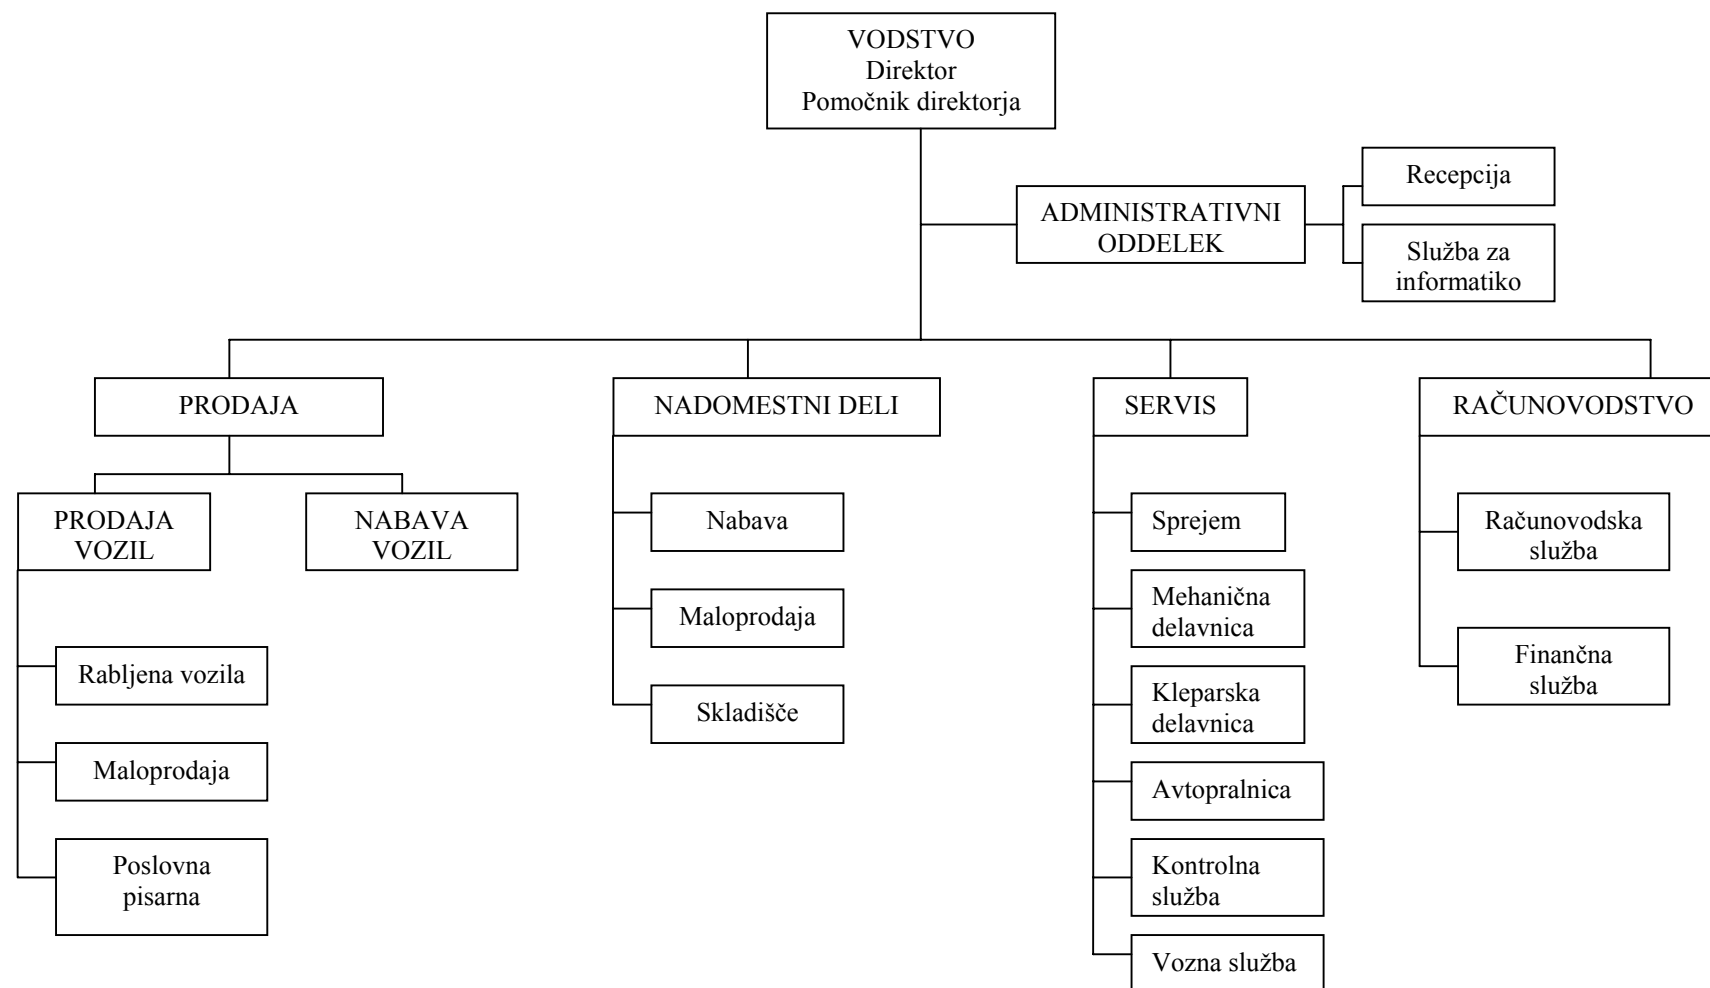 VODSTVO
Direktor
Pomočnik direktorja
ADMINISTRATIVNI
ODDELEK
Recepcija
Služba za
informatiko
PRODAJA
NADOMESTNI DELI
SERVIS
RAČUNOVODSTVO
PRODAJA
VOZIL
NABAVA
VOZIL
Rabljena vozila
Maloprodaja
Poslovna
pisarna
Nabava
Maloprodaja
Skladišče
Sprejem
Mehanična
delavnica
Kleparska
delavnica
Avtopralnica
Kontrolna
služba
Vozna služba
Računovodska
služba
Finančna
služba